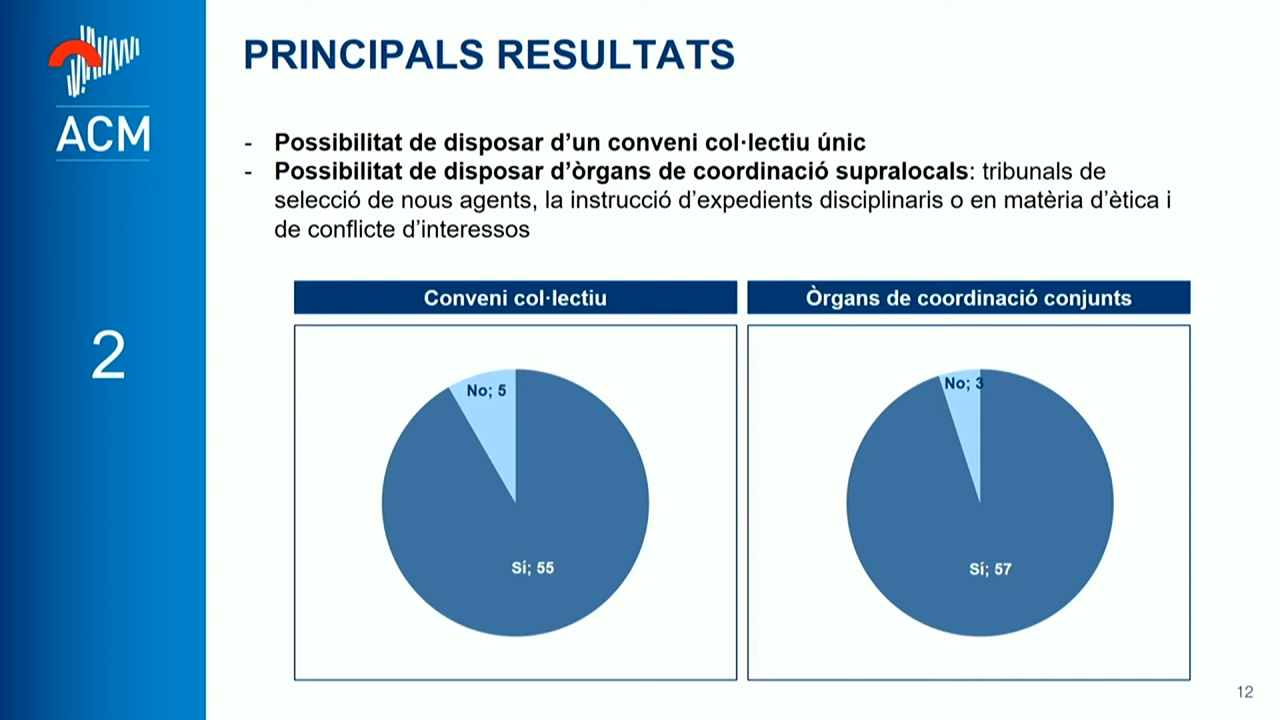 ACM
2
PRINCIPALS RESULTATS
- Possibilitat de disposar d’un conveni col·lectiu únic
- Possibilitat de disposar d’òrgans de coordinació supralocals: tribunals de
selecció de nous agents, la instrucció d’expedients disciplinaris o en matèria d’ètica i
de conflicte d’interessos
Conveni col·lectiu
No; 5
Sí; 55
Òrgans de coordinació conjunts
No; 3
Sí; 57
12